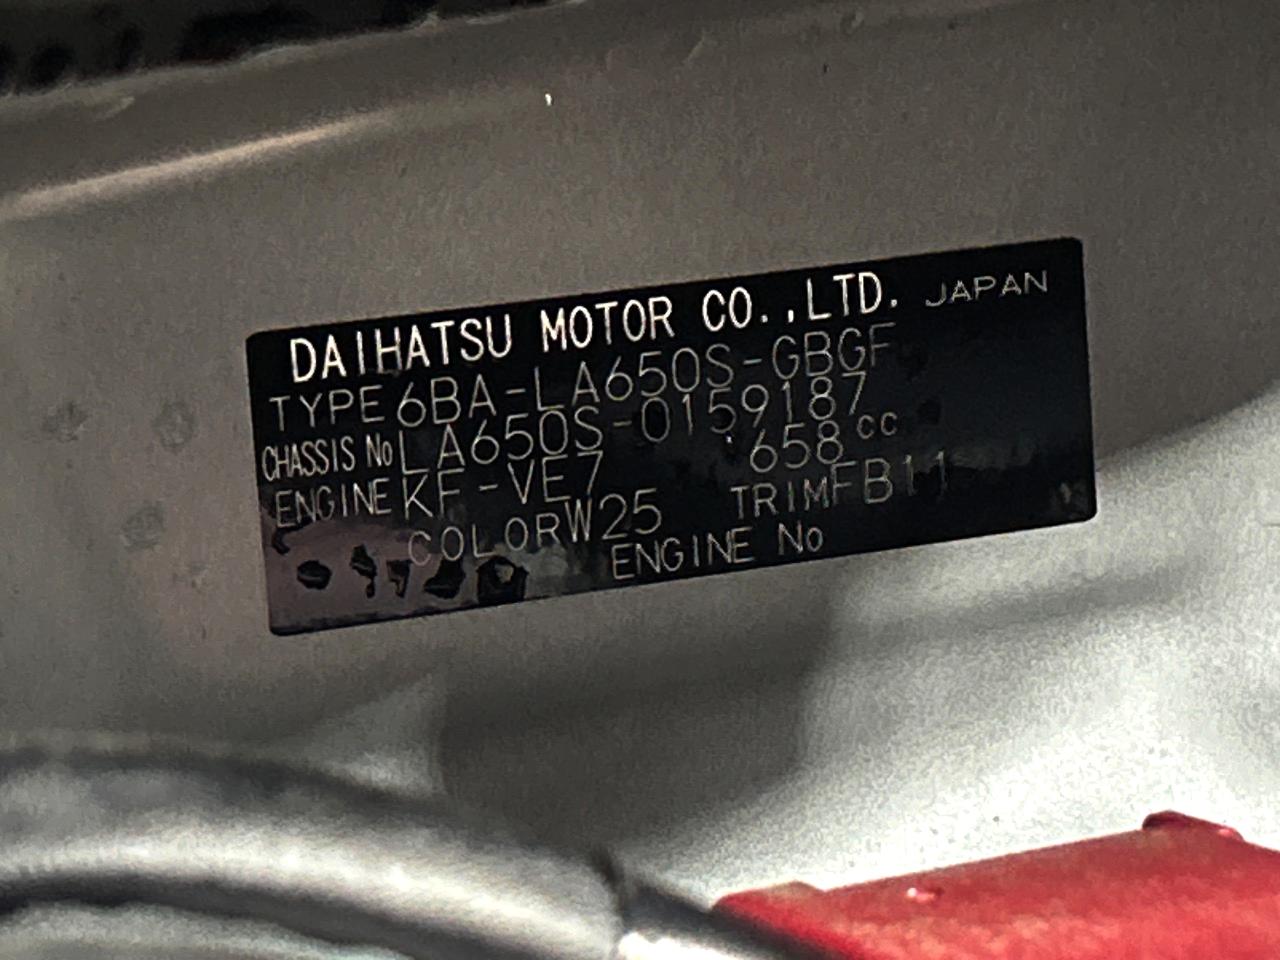 DAIHATSU MOTOR CO.,LTD. JAPAN
TYPE 6BA-LA650S-GBGF
CHASSIS No LA650S-0159187
ENGINE KF-VE7 658cc
COLOR W25 TRIM FB11
ENGINE No